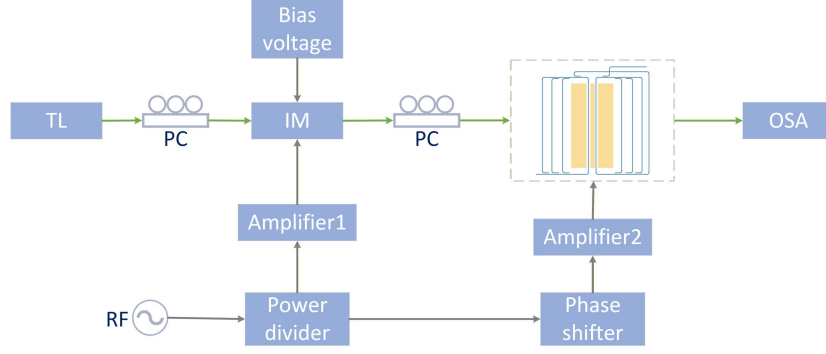 Bias
voltage
TL
PC
IM
PC
OSA
Amplifier1
Amplifier2
RF
Power
divider
Phase
shifter